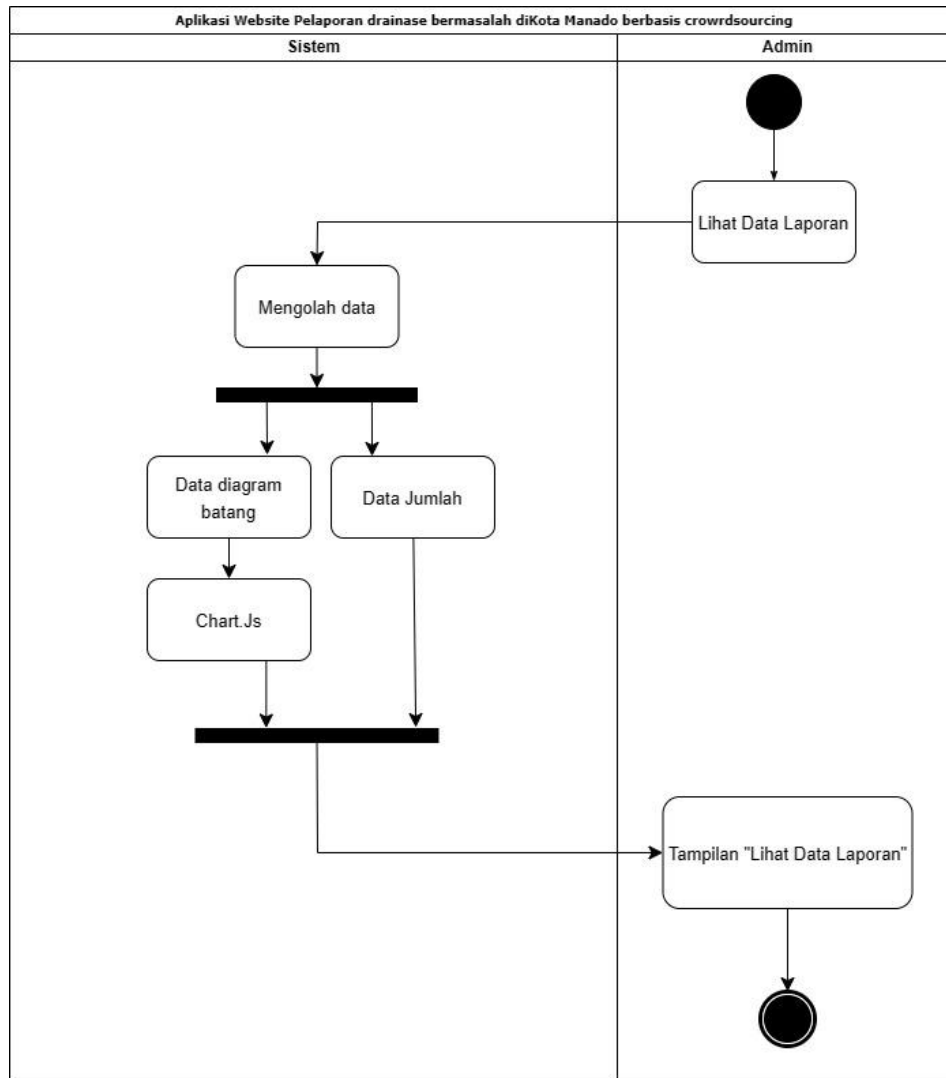 Aplikasi Website Pelaporan drainase bermasalah diKota Manado berbasis crowrdsourcing
Sistem
Admin
Lihat Data Laporan
Mengolah data
Data diagram
batang
Data Jumlah
Chart.Js
Tampilan "Lihat Data Laporan"